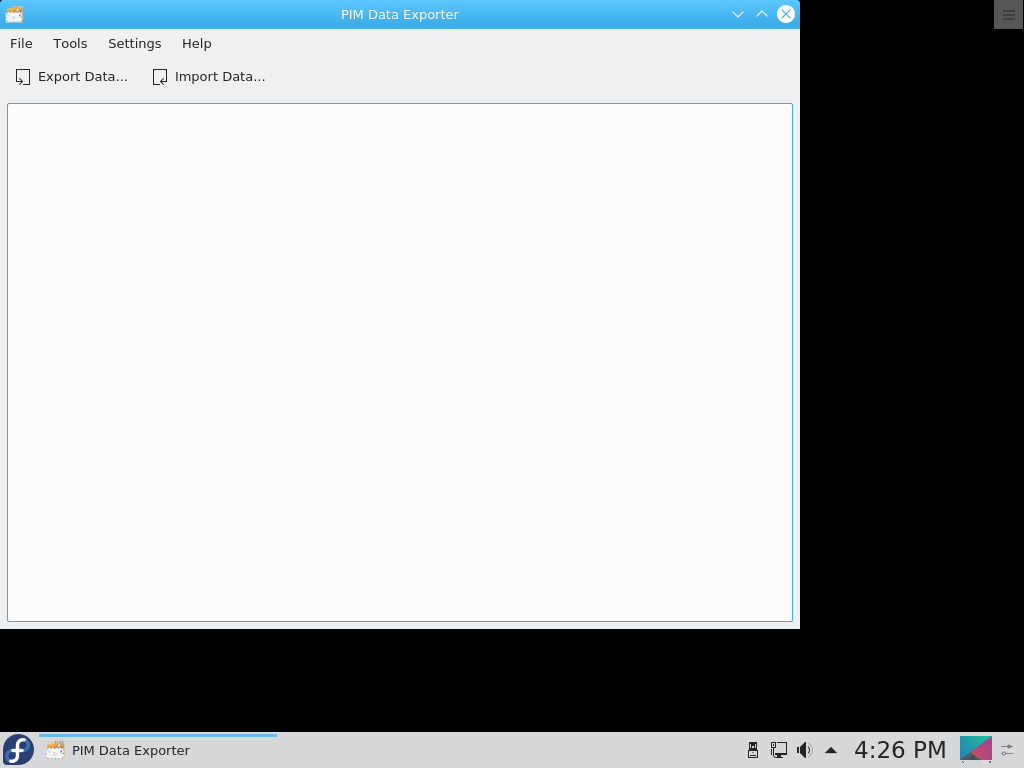 PIM Data Exporter
File Tools Settings Help
Export Data... Import Data...
PIM Data Exporter 4:26 PM